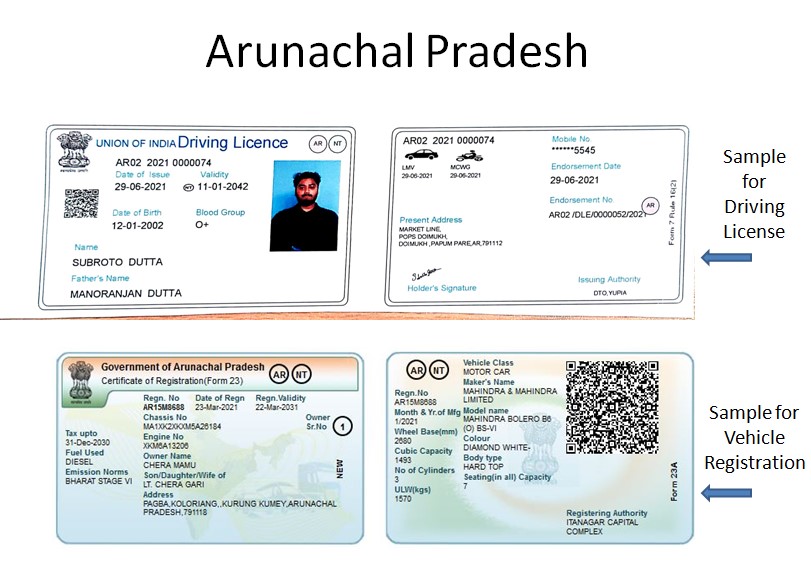 Arunachal Pradesh
UNION OF INDIA Driving Licence
AR NT
AR02 2021 0000074
Date of Issue Validity
29-06-2021 NT 11-01-2042
Date of Birth Blood Group
12-01-2002 O+
Name
SUBROTO DUTTA
Father's Name
MANORANJAN DUTTA
AR02 2021 0000074
LMV MCWG
29-06-2021 29-06-2021
Mobile No
******5545
Endorsement Date
29-06-2021
Endorsement No
AR02 /DLE/0000052/2021
AR
Present Address
MARKET LINE,
POPS DOIMUKH,
DOIMUKH ,PAPUM PARE,AR,791112
Holder's Signature
Issuing Authority
DTO,YUPIA
Form 7 Rule 16(2)
Sample
for
Driving
License
Government of Arunachal Pradesh
Certificate of Registration(Form 23)
AR NT
Regn. No Date of Regn Regn.Validity
AR15M8688 23-Mar-2021 22-Mar-2031
Chassis No
MA1XK2XKXM5A26184
Engine No
XKM6A13206
Owner
Sr.No 1
Owner Name
CHERA MAMU
Son/Daughter/Wife of
LT. CHERA GARI
Address
PAGBA,KOLORIANG,,KURUNG KUMEY,ARUNACHAL
PRADESH,791118
Tax upto
31-Dec-2030
Fuel Used
DIESEL
Emission Norms
BHARAT STAGE VI
NEW
AR NT
Regn.No
AR15M8688
Month & Yr.of Mfg
1/2021
Wheel Base(mm)
2680
Cubic Capacity
1493
No of Cylinders
3
ULW(kgs)
1570
Vehicle Class
MOTOR CAR
Maker's Name
MAHINDRA & MAHINDRA
LIMITED
Model name
MAHINDRA BOLERO B6
(O) BS-VI
Colour
DIAMOND WHITE-
Body type
HARD TOP
Seating(in all) Capacity
7
Registering Authority
ITANAGAR CAPITAL
COMPLEX
Form 23A
Sample for
Vehicle
Registration